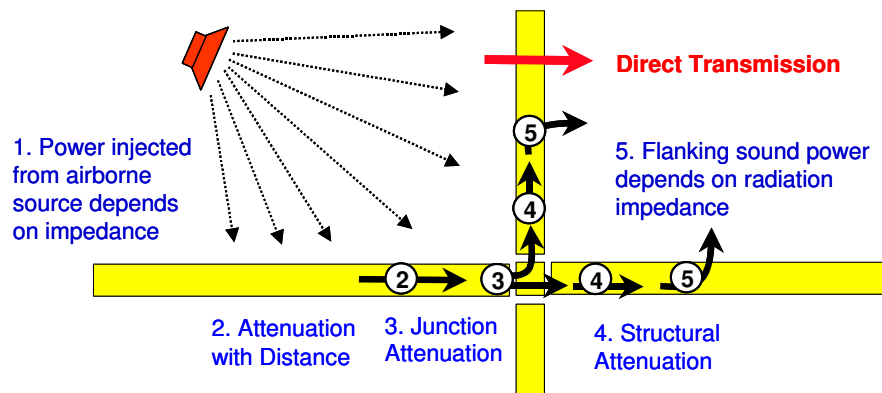 Direct Transmission
1. Power injected
from airborne
source depends
on impedance
5
5. Flanking sound power
depends on radiation
impedance
4
2
3
4
5
2. Attenuation
with Distance
3. Junction
Attenuation
4. Structural
Attenuation